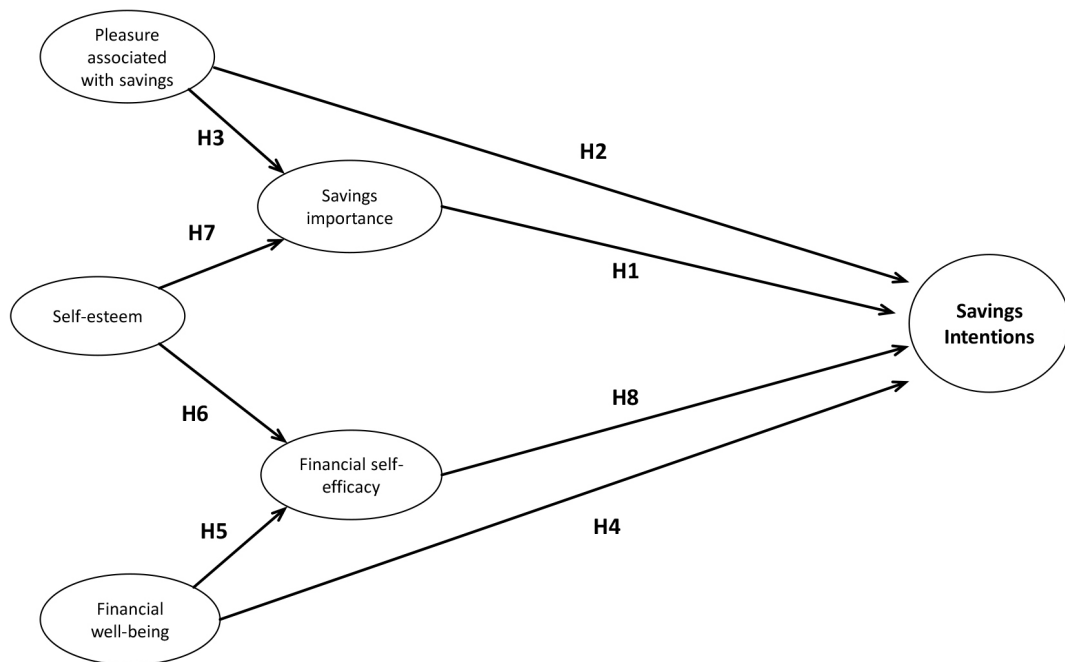 Pleasure
associated
with savings
H3
H2
Savings
importance
H7
H1
Self-esteem
Savings
Intentions
H6
H8
Financial self-
efficacy
H5
H4
Financial
well-being